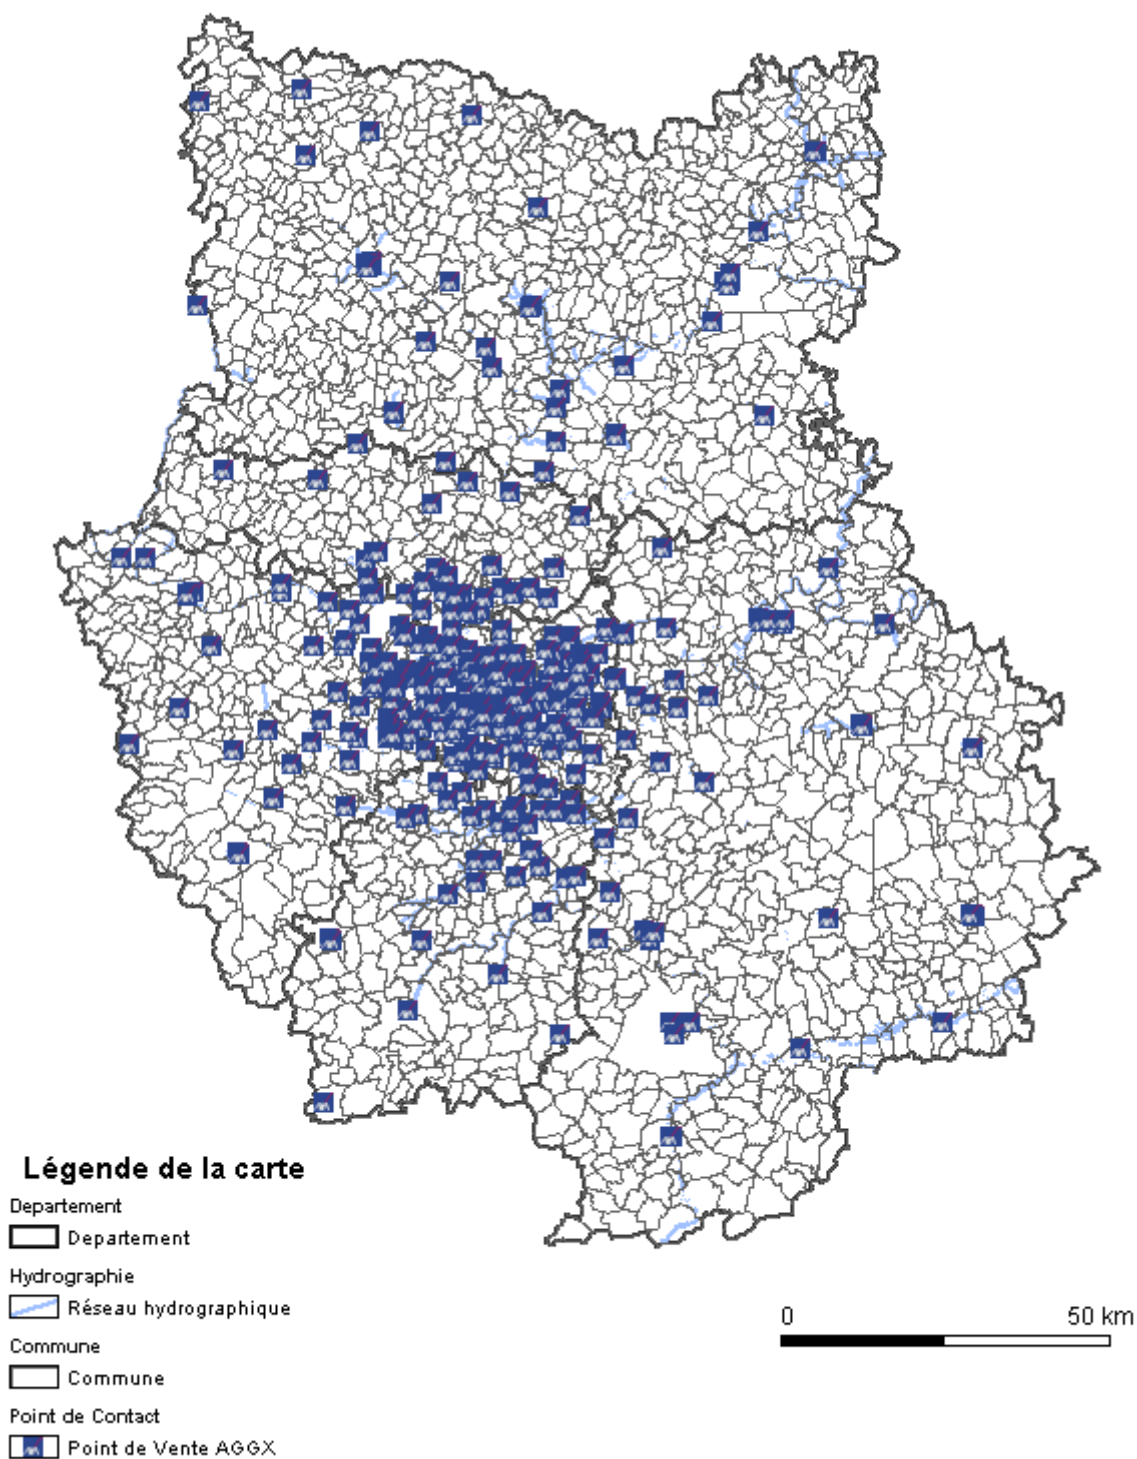 Légende de la carte
Departement
Departement
Hydrographie
Réseau hydrographique
Commune
Commune
Point de Contact
Point de Vente AGGX
0 50 km